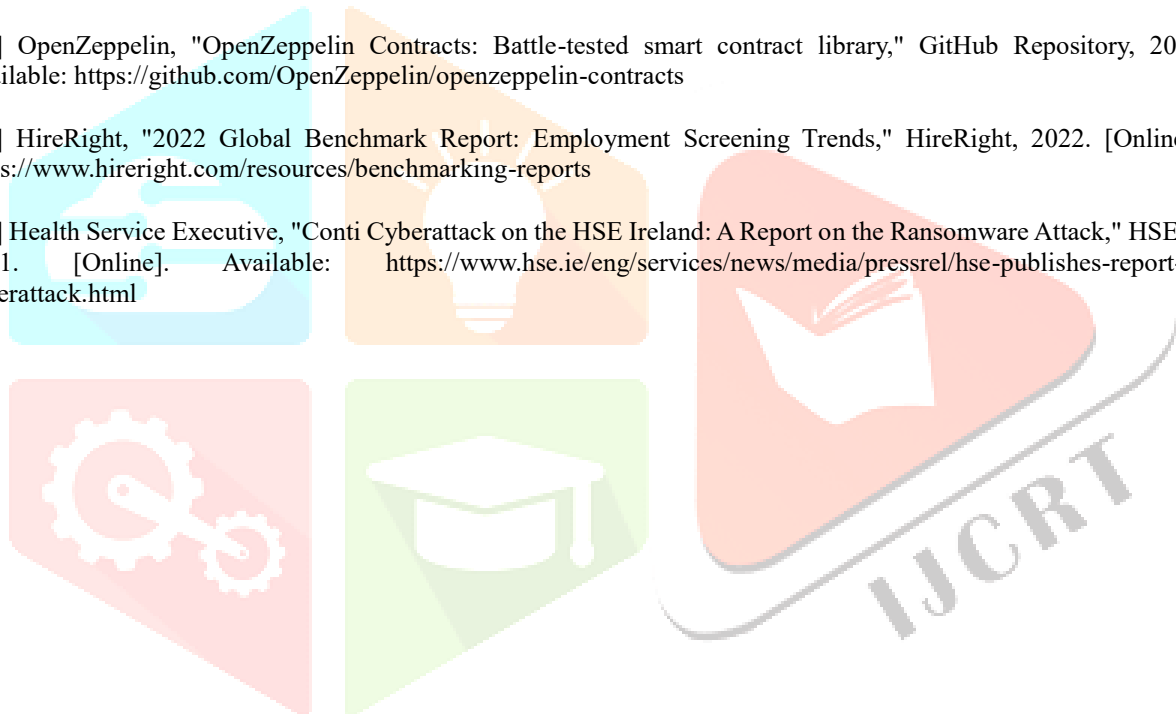 ] OpenZeppelin, "OpenZeppelin Contracts: Battle-tested smart contract library," GitHub Repository, 20
ilable: https://github.com/OpenZeppelin/openzeppelin-contracts
] HireRight, "2022 Global Benchmark Report: Employment Screening Trends," HireRight, 2022. [Online
s://www.hireright.com/resources/benchmarking-reports
] Health Service Executive, "Conti Cyberattack on the HSE Ireland: A Report on the Ransomware Attack," HSE
1. [Online]. Available: https://www.hse.ie/eng/services/news/media/pressrel/hse-publishes-report-
erattack.html
IJCRT